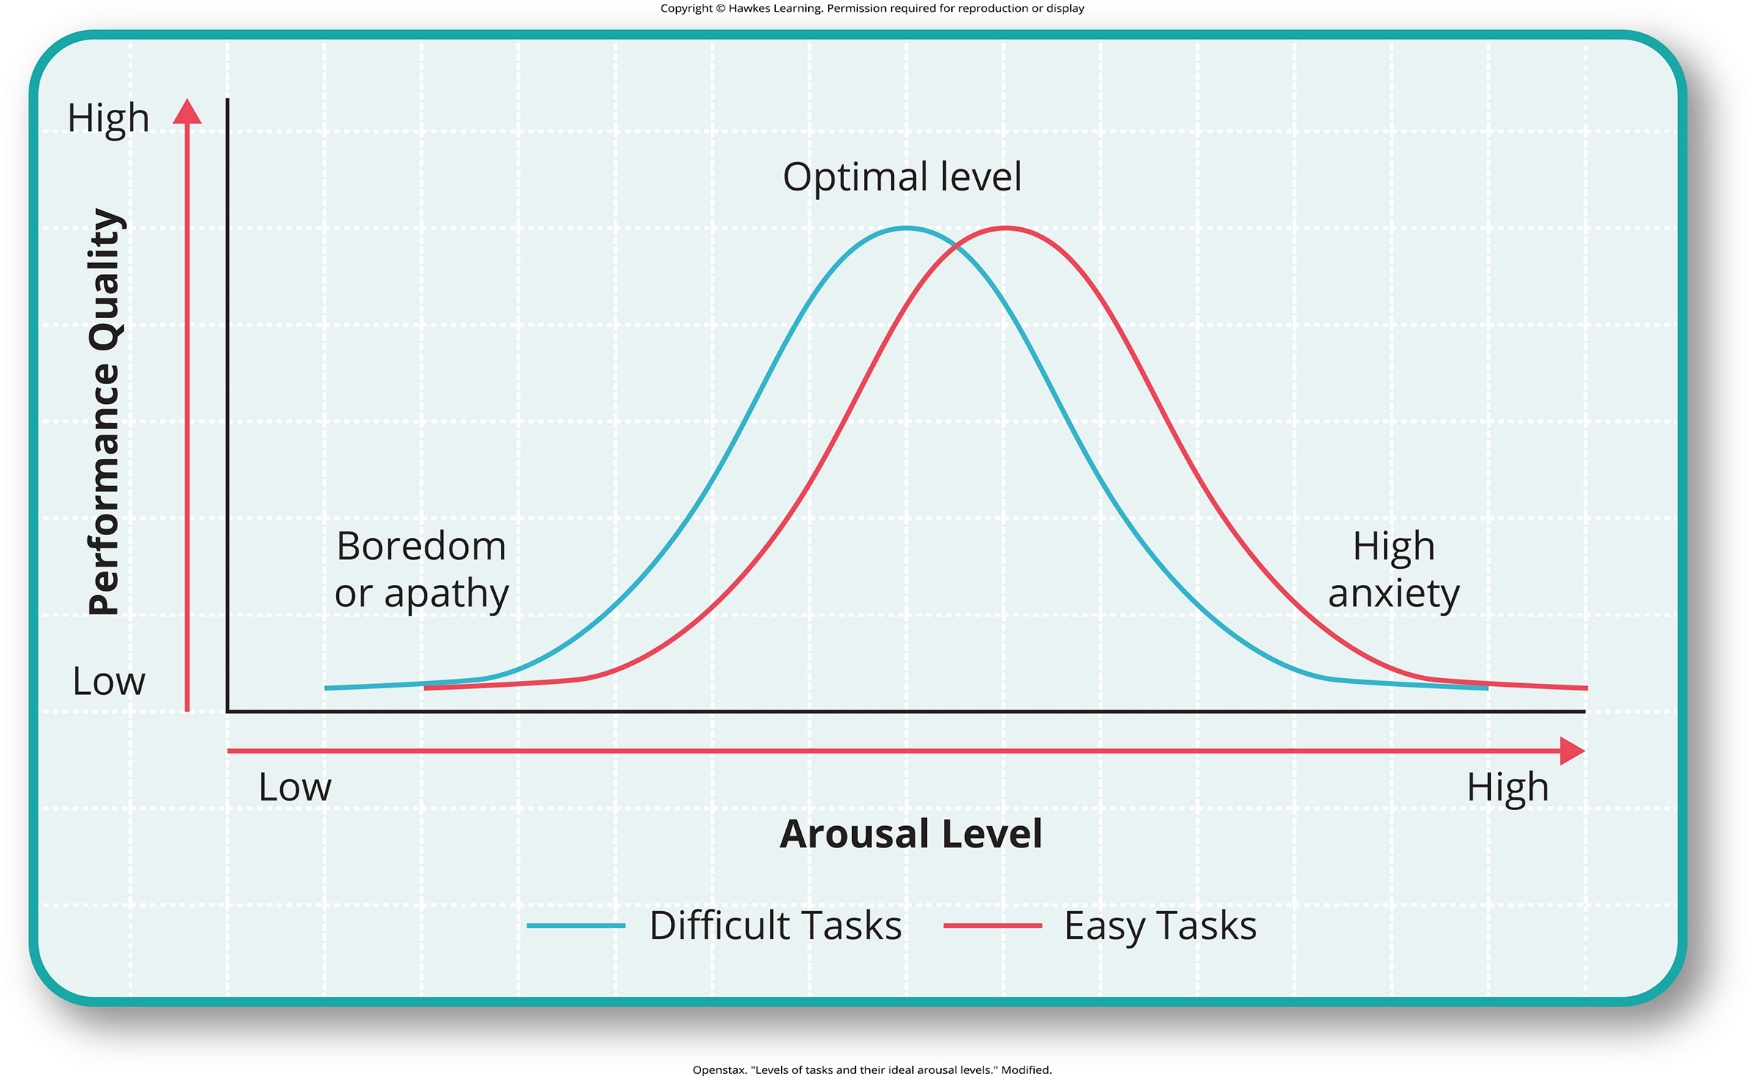 Copyright © Hawkes Learning. Permission required for reproduction or display
High
Optimal level
Performance Quality
Boredom
or apathy
High
anxiety
Low
Low
High
Arousal Level
Difficult Tasks
Easy Tasks
Openstax. "Levels of tasks and their ideal arousal levels." Modified.